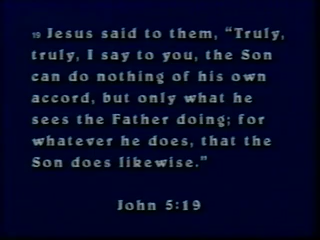 19 Jesus said to them, "Truly,
truly, I say to you, the Son
can do nothing of his own
accord, but only what he
sees the Father doing; for
whatever he does, that the
Son does likewise."
John 5:19